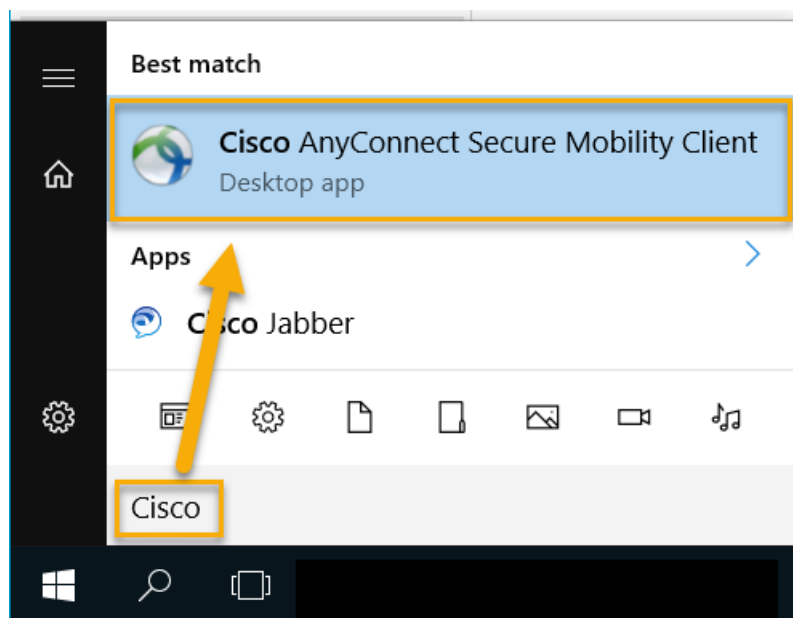 Best match
Cisco AnyConnect Secure Mobility Client
Desktop app
Apps
Cisco Jabber
Cisco